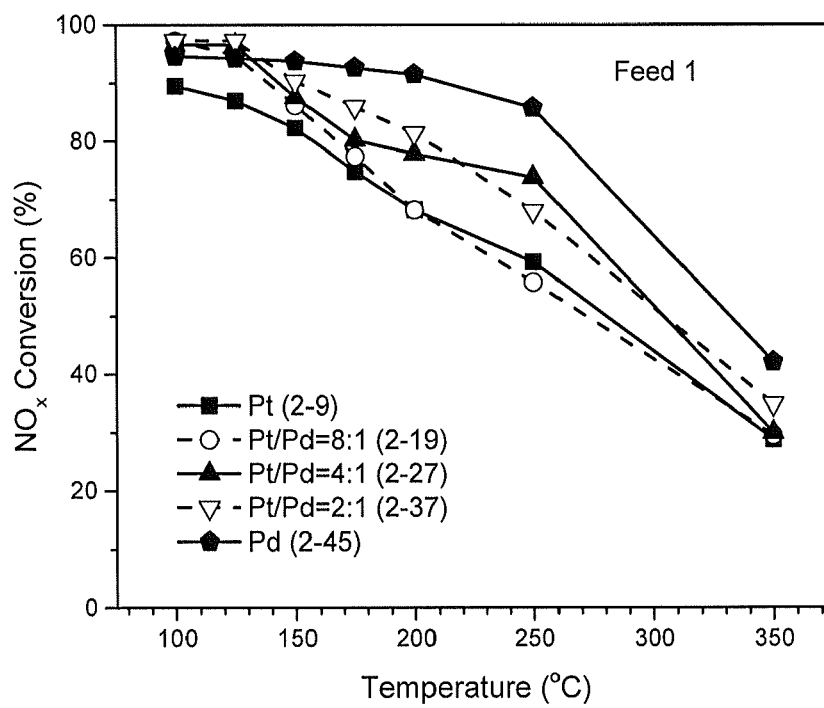 100
80
60
40
20
0
NOx Conversion (%)
Feed 1
Pt (2-9)
Pt/Pd=8:1 (2-19)
Pt/Pd=4:1 (2-27)
Pt/Pd=2:1 (2-37)
Pd (2-45)
100 150 200 250 300 350
Temperature (°C)